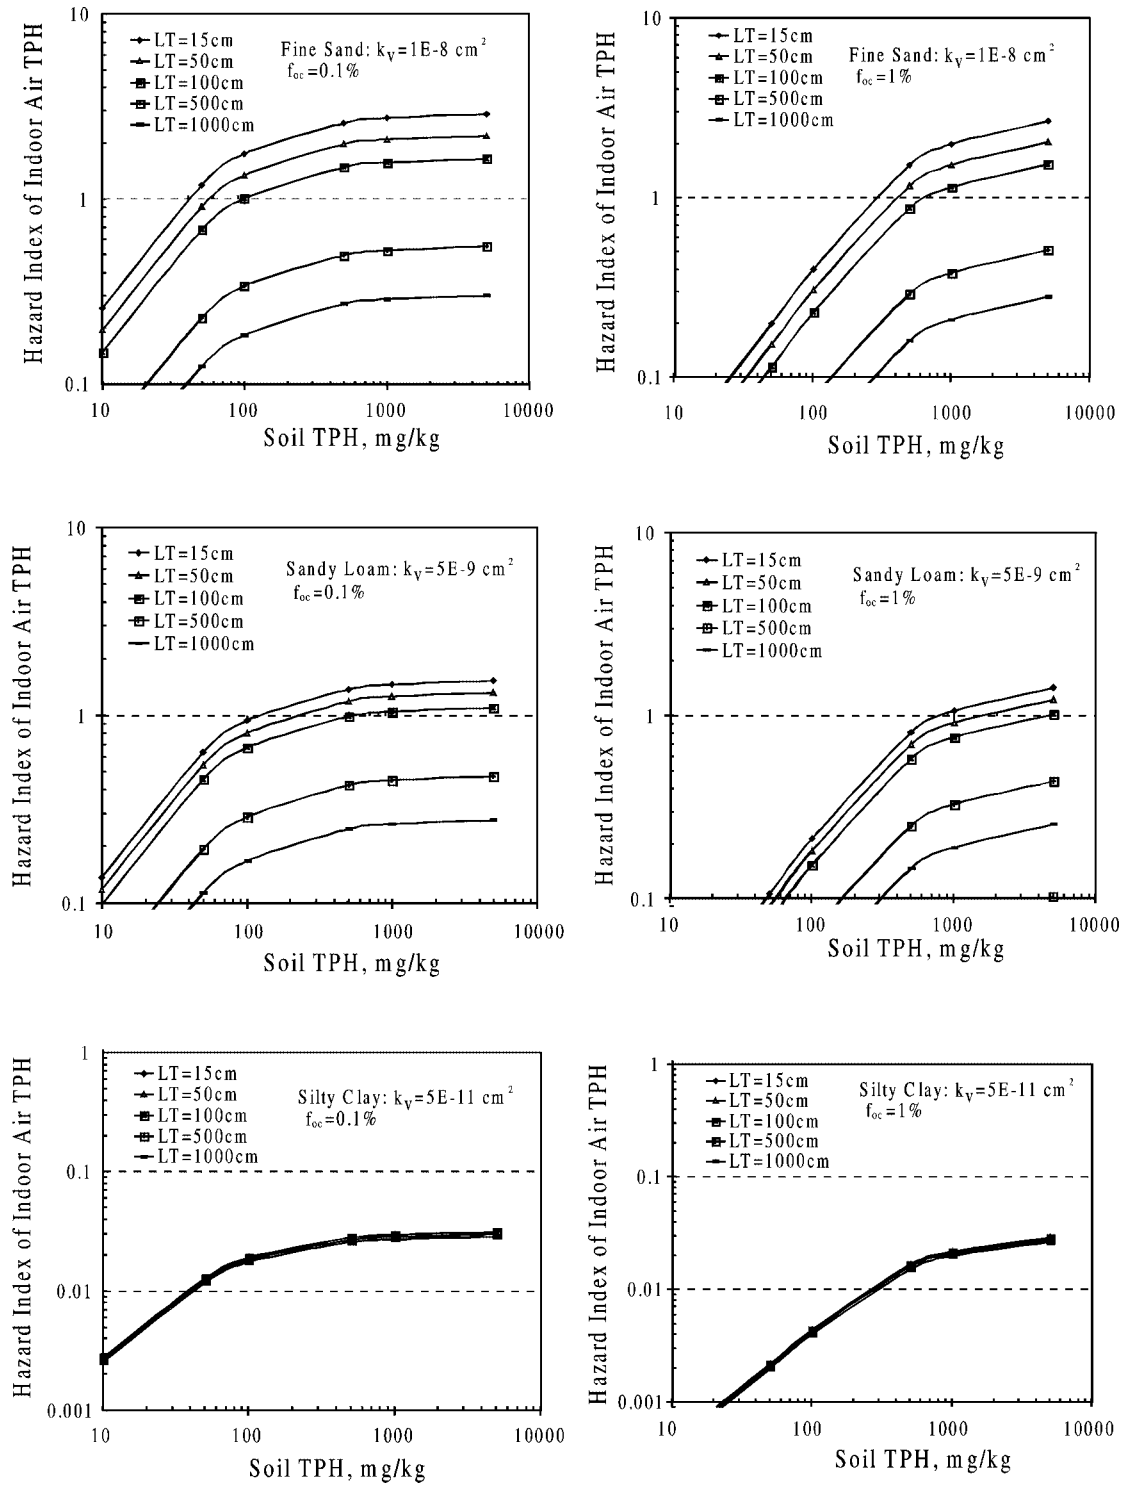 Hazard Index of Indoor Air TPH
10
1
0.1
LT=15cm
LT=50cm
LT=100cm
LT=500cm
LT=1000cm
Fine Sand: kv=1E-8 cm²
foc=0.1%
10 100 1000 10000
Soil TPH, mg/kg
Hazard Index of Indoor Air TPH
10
1
0.1
LT=15cm
LT=50cm
LT=100cm
LT=500cm
LT=1000cm
Fine Sand: kv=1E-8 cm²
foc=1%
10 100 1000 10000
Soil TPH, mg/kg
Hazard Index of Indoor Air TPH
10
1
0.1
LT=15cm
LT=50cm
LT=100cm
LT=500cm
LT=1000cm
Sandy Loam: kv=5E-9 cm²
foc=0.1%
10 100 1000 10000
Soil TPH, mg/kg
Hazard Index of Indoor Air TPH
10
1
0.1
LT=15cm
LT=50cm
LT=100cm
LT=500cm
LT=1000cm
Sandy Loam: kv=5E-9 cm²
foc=1%
10 100 1000 10000
Soil TPH, mg/kg
Hazard Index of Indoor Air TPH
1
0.1
0.01
0.001
LT=15cm
LT=50cm
LT=100cm
LT=500cm
LT=1000cm
Silty Clay: kv=5E-11 cm²
foc=0.1%
10 100 1000 10000
Soil TPH, mg/kg
Hazard Index of Indoor Air TPH
1
0.1
0.01
0.001
LT=15cm
LT=50cm
LT=100cm
LT=500cm
LT=1000cm
Silty Clay: kv=5E-11 cm²
foc=1%
10 100 1000 10000
Soil TPH, mg/kg